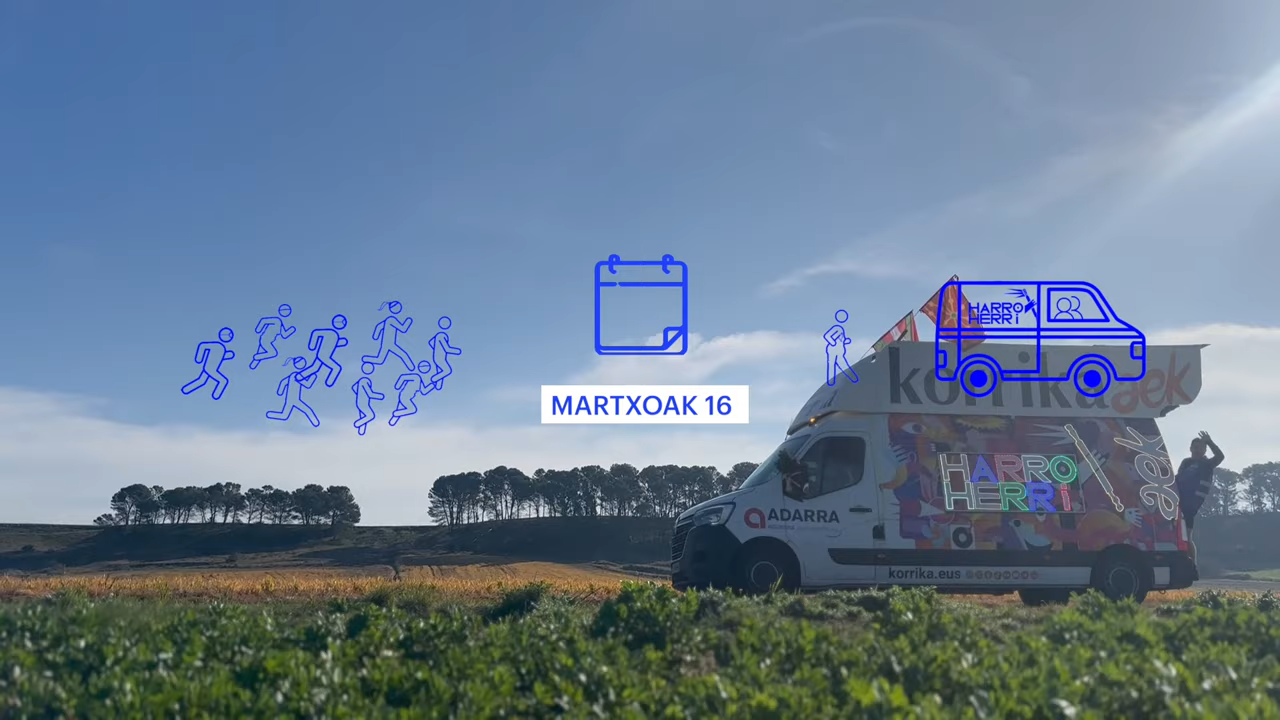 HARRO
HERRI
MARTXOAK 16
korrika aek
HARRO
HERRI
aek
ADARRA
korrika.eus